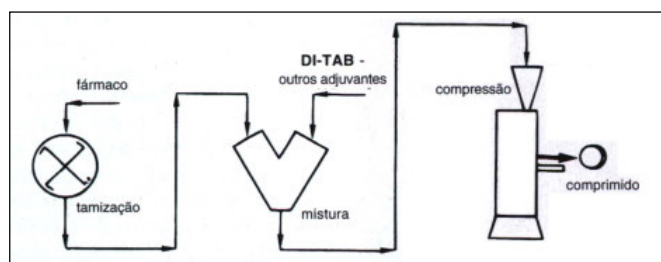 fármaco
tamização
DI-TAB -
outros adjuvantes
mistura
compressão
comprimido